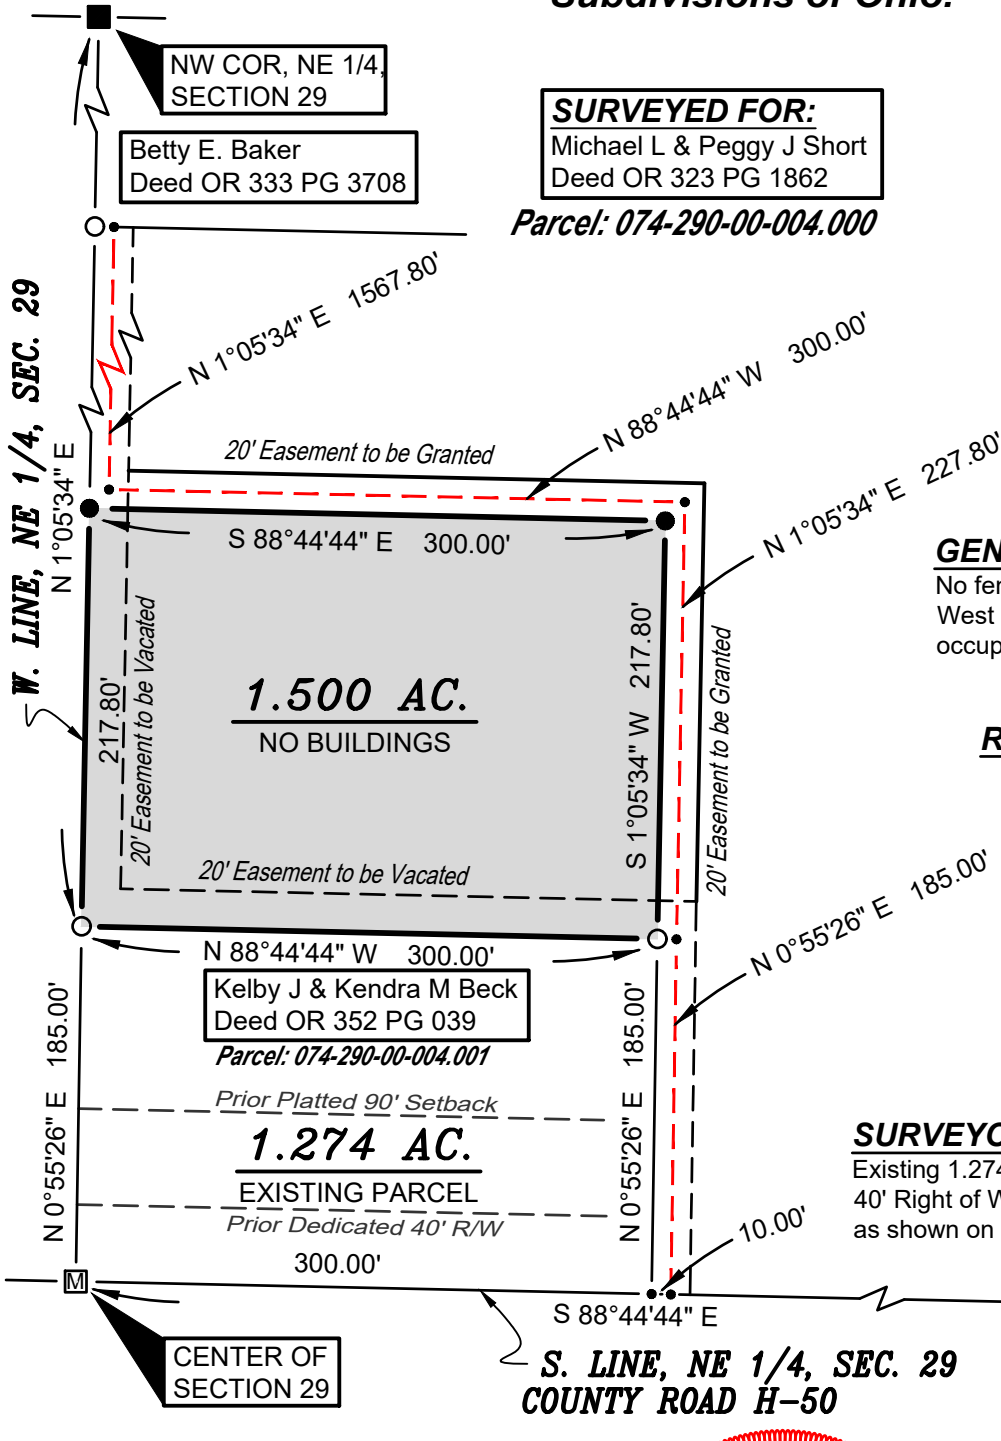 Subdivisions of Ohio.
NW COR, NE 1/4,
SECTION 29
SURVEYED FOR:
Michael L & Peggy J Short
Deed OR 323 PG 1862
Parcel: 074-290-00-004.000
Betty E. Baker
Deed OR 333 PG 3708
N 1°05'34" E 1567.80'
N 88°44'44" W 300.00'
N 1°05'34" E 227.80'
W. LINE, NE 1/4, SEC. 29
N 1°05'34" E
20' Easement to be Granted
S 88°44'44" E 300.00'
217.80'
20' Easement to be Vacated
1.500 AC.
NO BUILDINGS
S 1°05'34" W 217.80'
20' Easement to be Granted
20' Easement to be Vacated
N 88°44'44" W 300.00'
N 0°55'26" E 185.00'
Kelby J & Kendra M Beck
Deed OR 352 PG 039
Parcel: 074-290-00-004.001
N 0°55'26" E 185.00'
N 0°55'26" E 185.00'
Prior Platted 90' Setback
1.274 AC.
EXISTING PARCEL
Prior Dedicated 40' R/W
300.00'
10.00'
M
S 88°44'44" E
CENTER OF
SECTION 29
S. LINE, NE 1/4, SEC. 29
COUNTY ROAD H-50
GEN
No fen
West
occup
R
SURVEYO
Existing 1.274
40' Right of W
as shown on